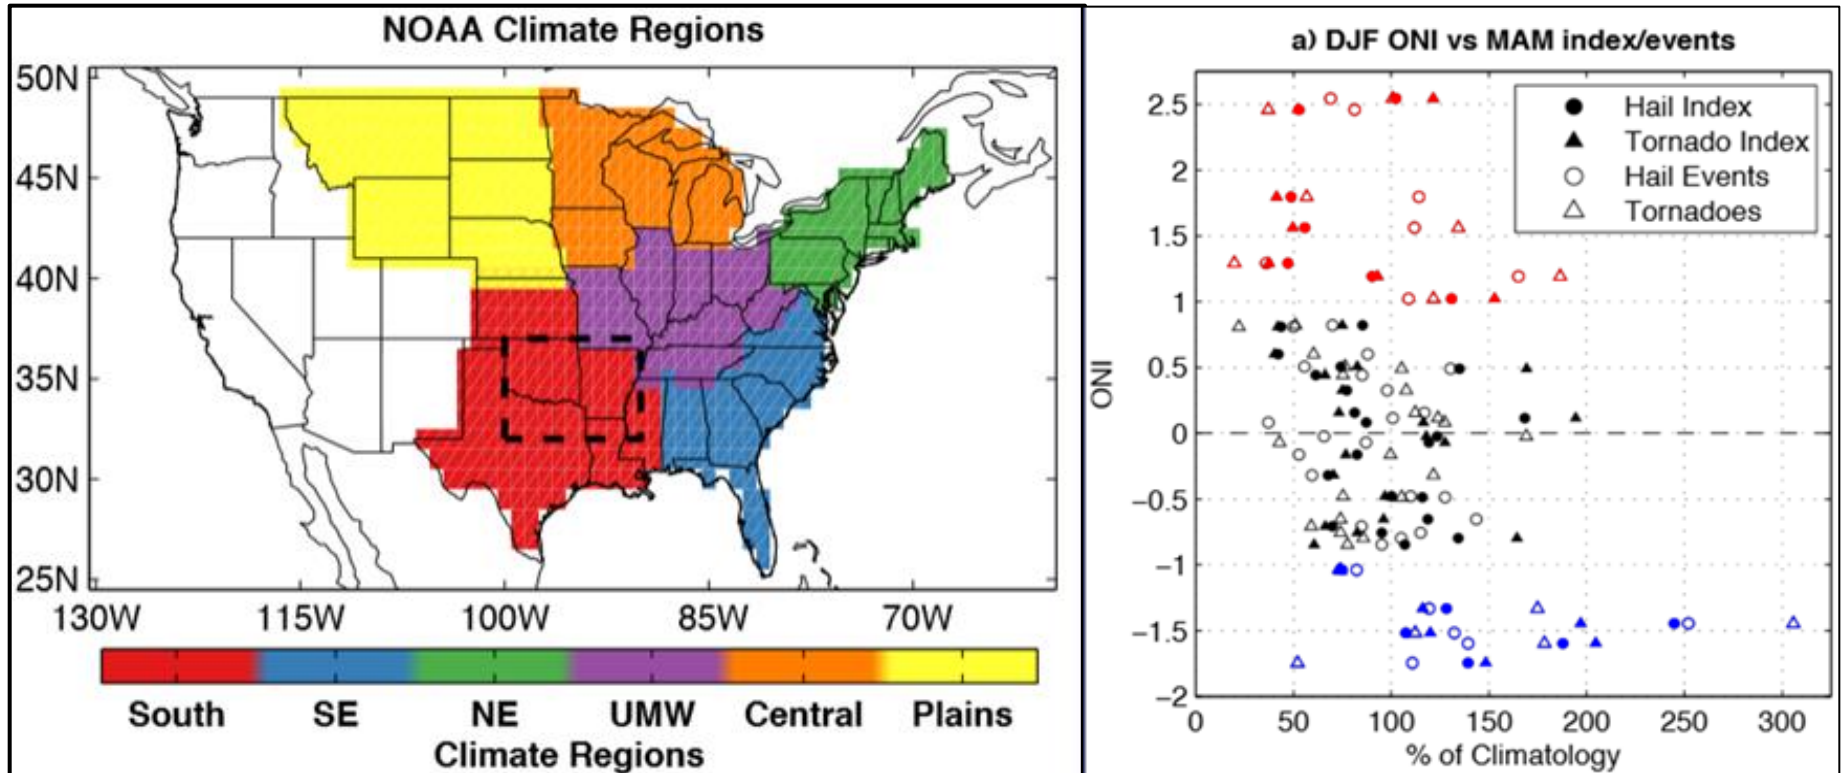 NOAA Climate Regions
50N
45N
40N
35N
30N
25N
130W 115W 100W 85W 70W
South SE NE UMW Central Plains
Climate Regions
a) DJF ONI vs MAM index/events
Hail Index
Tornado Index
Hail Events
Tornadoes
ONI
2.5
2
1.5
1
0.5
0
−0.5
−1
−1.5
−2
0 50 100 150 200 250 300
% of Climatology